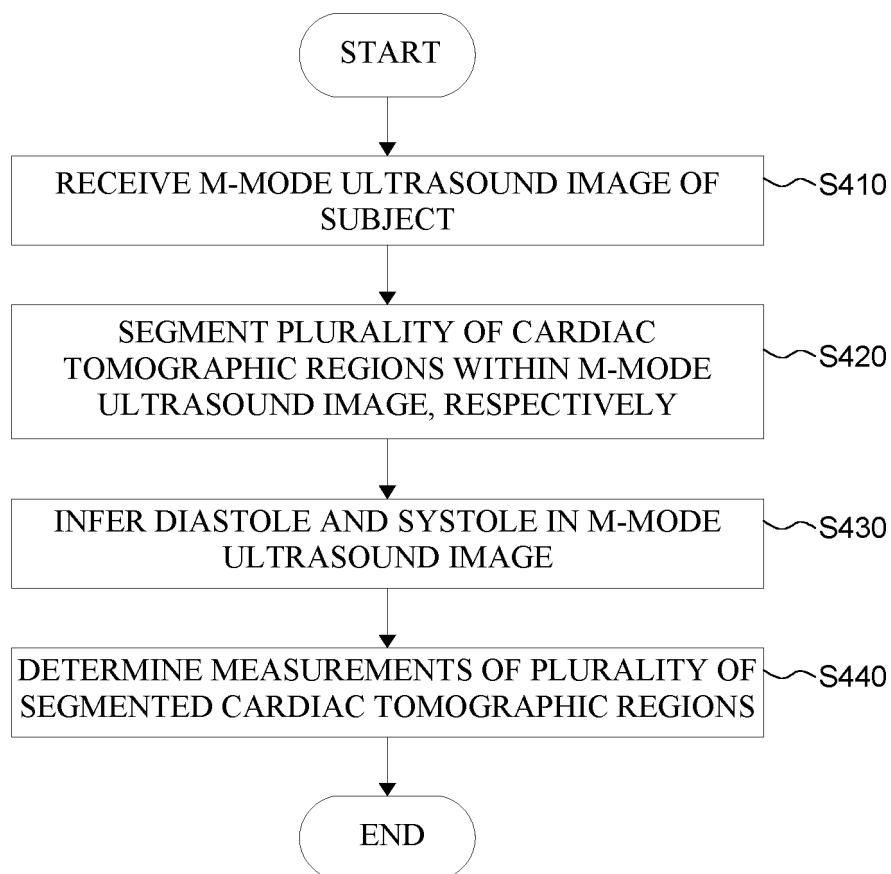 START
RECEIVE M-MODE ULTRASOUND IMAGE OF
SUBJECT
S410
SEGMENT PLURALITY OF CARDIAC
TOMOGRAPHIC REGIONS WITHIN M-MODE
ULTRASOUND IMAGE, RESPECTIVELY
S420
INFER DIASTOLE AND SYSTOLE IN M-MODE
ULTRASOUND IMAGE
S430
DETERMINE MEASUREMENTS OF PLURALITY OF
SEGMENTED CARDIAC TOMOGRAPHIC REGIONS
S440
END